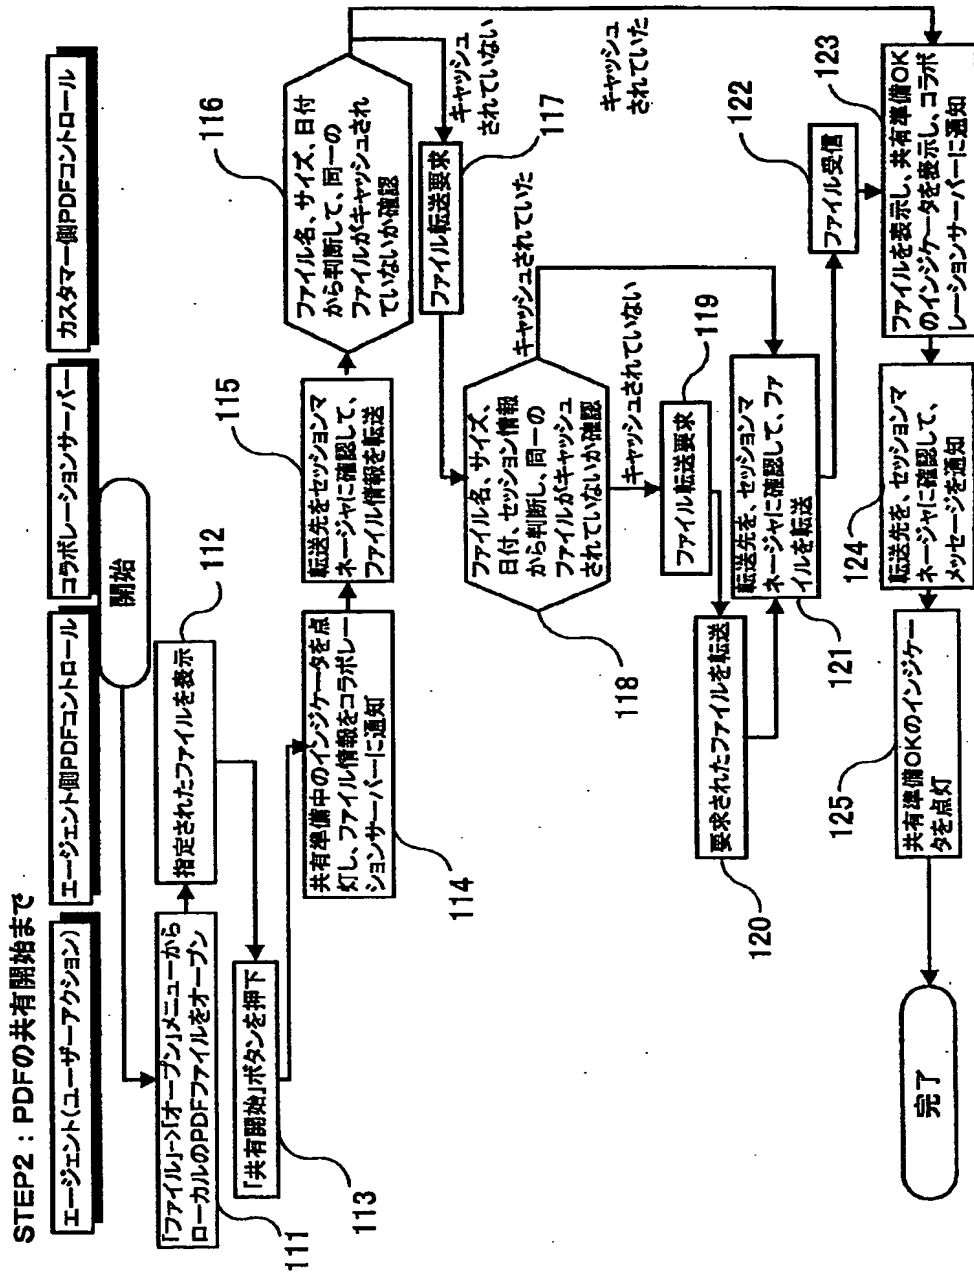 STEP2：PDFの共有開始まで
エージェント(ユーザーアクション)
エージェント側PDFコントロール
コラボレーションサーバー
カスタマー側PDFコントロール
開始
「ファイル」->「オープン」メニューから
ローカルのPDFファイルをオープン
111
指定されたファイルを表示
112
「共有開始」ボタンを押下
113
共有準備中のインジケータを点
灯し、ファイル情報をコラボレー
ションサーバーに通知
114
転送先をセッションマ
ネージャに確認して、
ファイル情報を転送
115
ファイル名、サイズ、日付
から判断して、同一の
ファイルがキャッシュされ
ていないか確認
116
キャッシュ
されていない
キャッシュ
されていた
ファイル転送要求
117
ファイル名、サイズ、
日付、セッション情報
から判断し、同一の
ファイルがキャッシュ
されていないか確認
118
キャッシュされていた
キャッシュされていない
ファイル転送要求
119
要求されたファイルを転送
120
転送先を、セッションマ
ネージャに確認して、ファ
イルを転送
121
ファイル受信
122
ファイルを表示し、共有準備OK
のインジケータを表示し、コラボ
レーションサーバーに通知
123
転送先を、セッションマ
ネージャに確認して、
メッセージを通知
124
共有準備OKのインジケー
タを点灯
125
完了